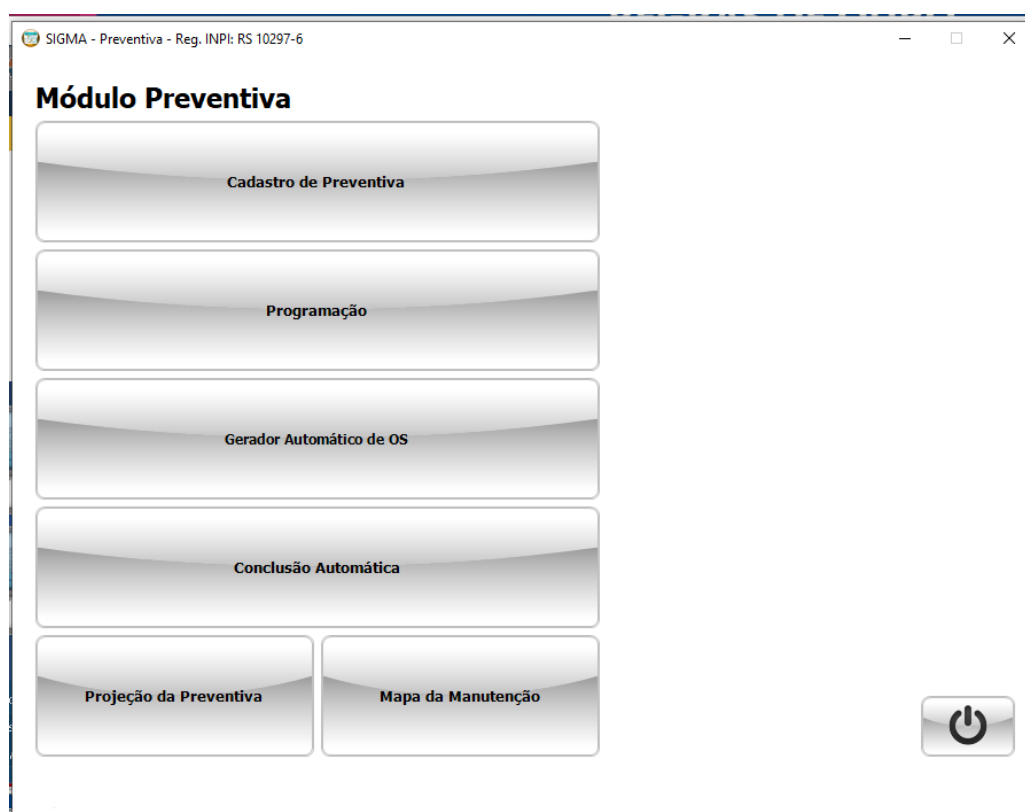 SIGMA - Preventiva - Reg. INPI: RS 10297-6
Módulo Preventiva
Cadastro de Preventiva
Programação
Gerador Automático de OS
Conclusão Automática
Projeção da Preventiva
Mapa da Manutenção